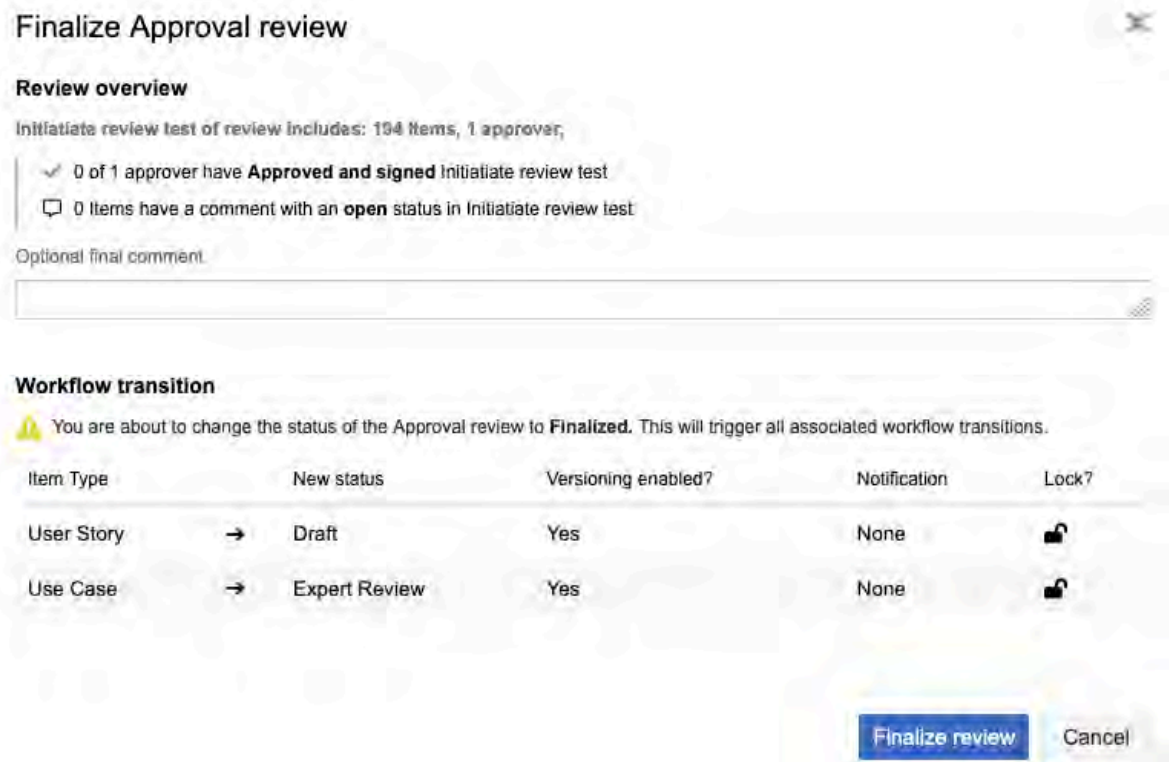 Finalize Approval review
Review overview
Initiatiate review test of review includes: 194 items, 1 approver,
0 of 1 approver have Approved and signed Initiatiate review test
0 Items have a comment with an open status in Initiatiate review test
Optional final comment
Workflow transition
You are about to change the status of the Approval review to Finalized. This will trigger all associated workflow transitions.
Item Type New status Versioning enabled? Notification Lock?
User Story → Draft Yes None
Use Case → Expert Review Yes None
Finalize review Cancel